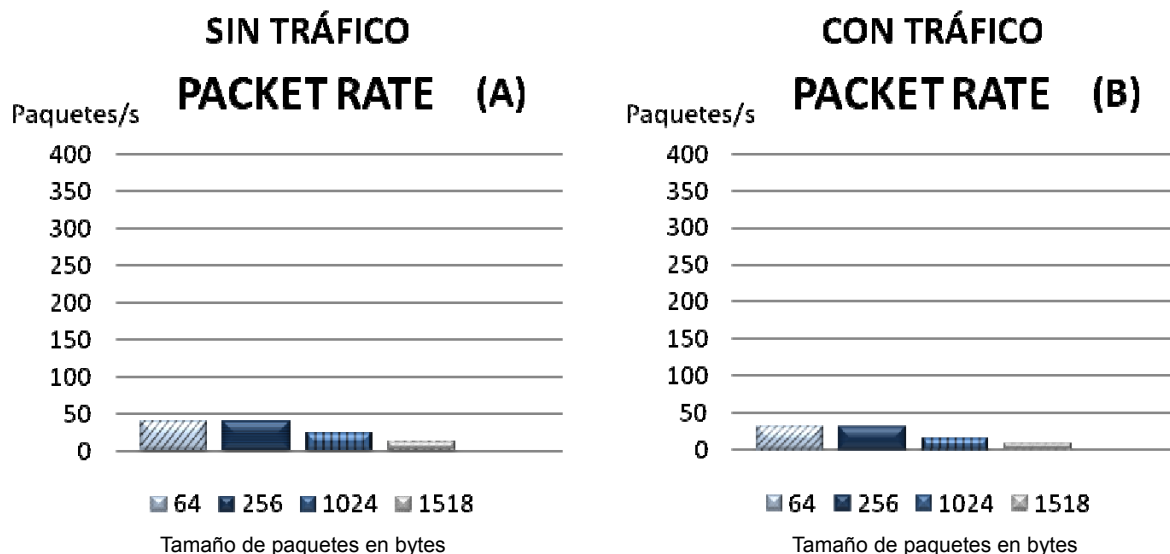 SIN TRÁFICO
PACKET RATE (A)
Paquetes/s
400
350
300
250
200
150
100
50
0
64 256 1024 1518
Tamaño de paquetes en bytes
CON TRÁFICO
PACKET RATE (B)
Paquetes/s
400
350
300
250
200
150
100
50
0
64 256 1024 1518
Tamaño de paquetes en bytes